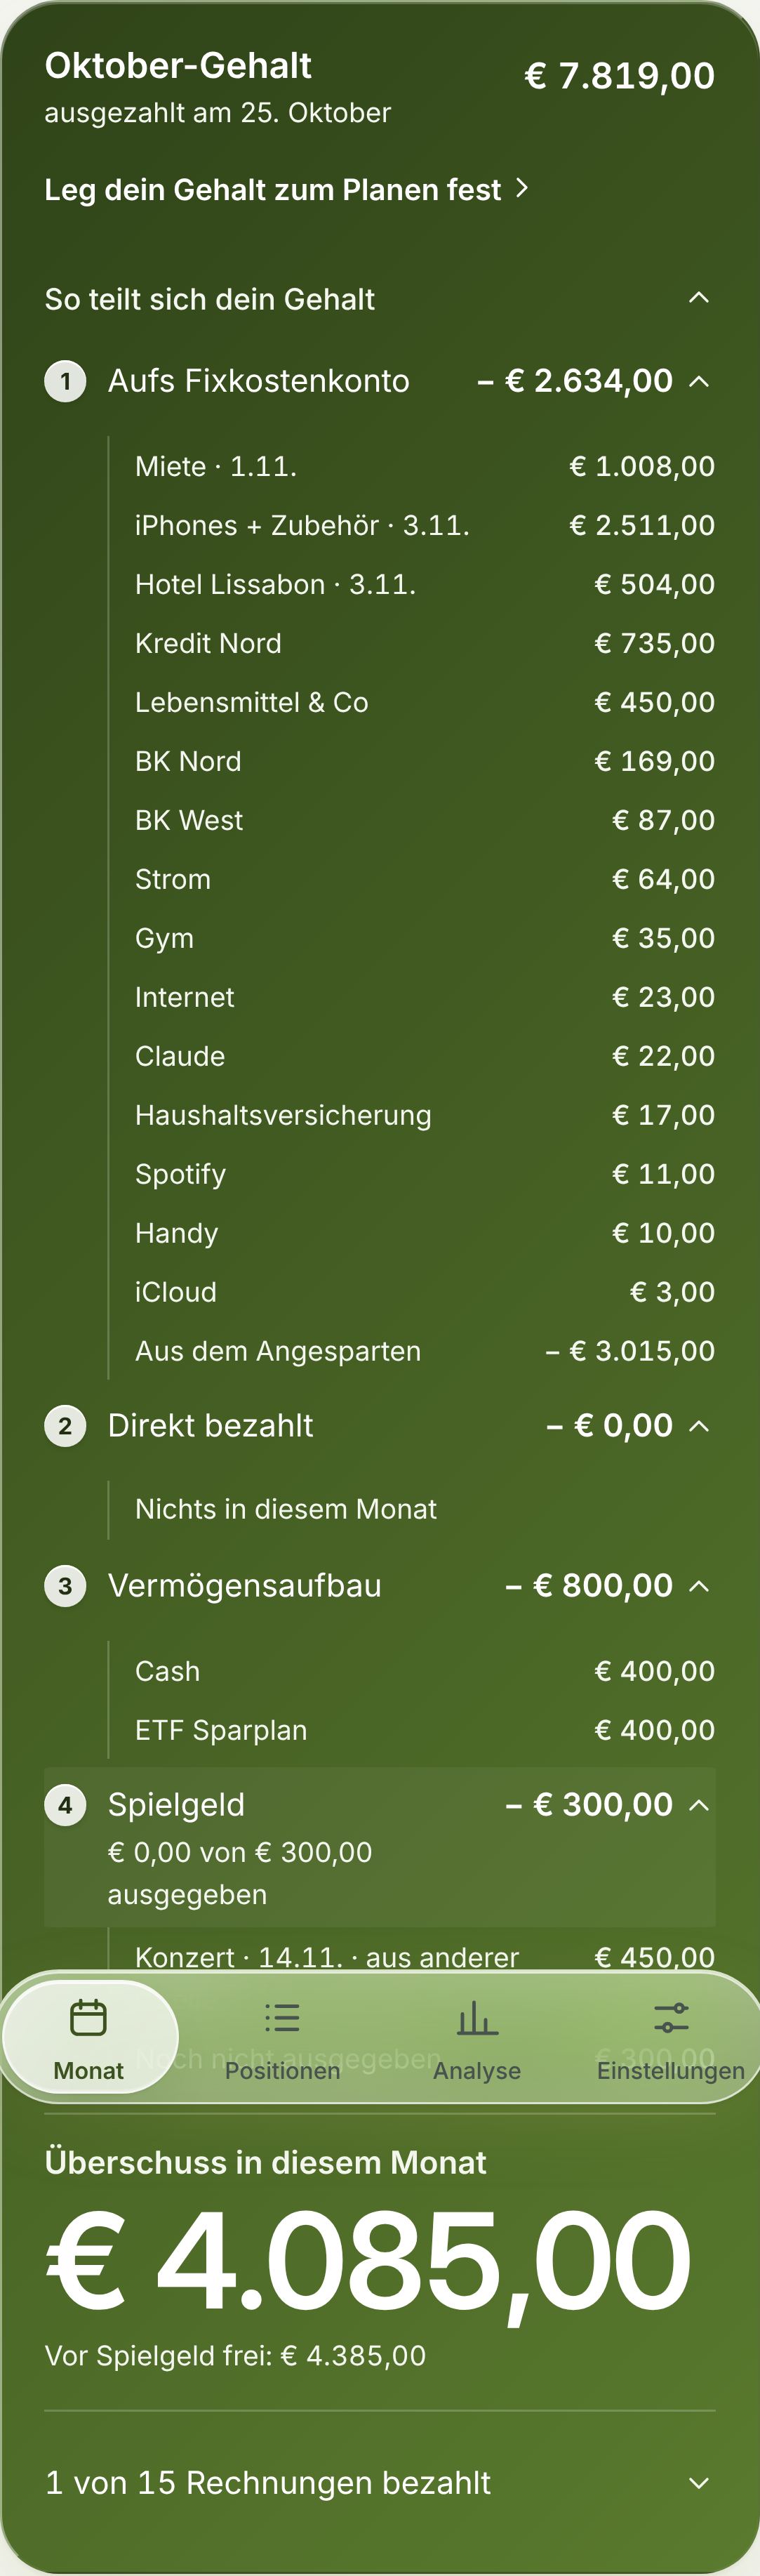 Oktober-Gehalt
€ 7.819,00
ausgezahlt am 25. Oktober
Leg dein Gehalt zum Planen fest
So teilt sich dein Gehalt
1 Aufs Fixkostenkonto – € 2.634,00
Miete · 1.11. € 1.008,00
iPhones + Zubehör · 3.11. € 2.511,00
Hotel Lissabon · 3.11. € 504,00
Kredit Nord € 735,00
Lebensmittel & Co € 450,00
BK Nord € 169,00
BK West € 87,00
Strom € 64,00
Gym € 35,00
Internet € 23,00
Claude € 22,00
Haushaltsversicherung € 17,00
Spotify € 11,00
Handy € 10,00
iCloud € 3,00
Aus dem Angesparten – € 3.015,00
2 Direkt bezahlt – € 0,00
Nichts in diesem Monat
3 Vermögensaufbau – € 800,00
Cash € 400,00
ETF Sparplan € 400,00
4 Spielgeld – € 300,00
€ 0,00 von € 300,00
ausgegeben
Konzert · 14.11. · aus anderer € 450,00
Noch nicht ausgegeben € 300,00
Monat Positionen Analyse Einstellungen
Überschuss in diesem Monat
€ 4.085,00
Vor Spielgeld frei: € 4.385,00
1 von 15 Rechnungen bezahlt